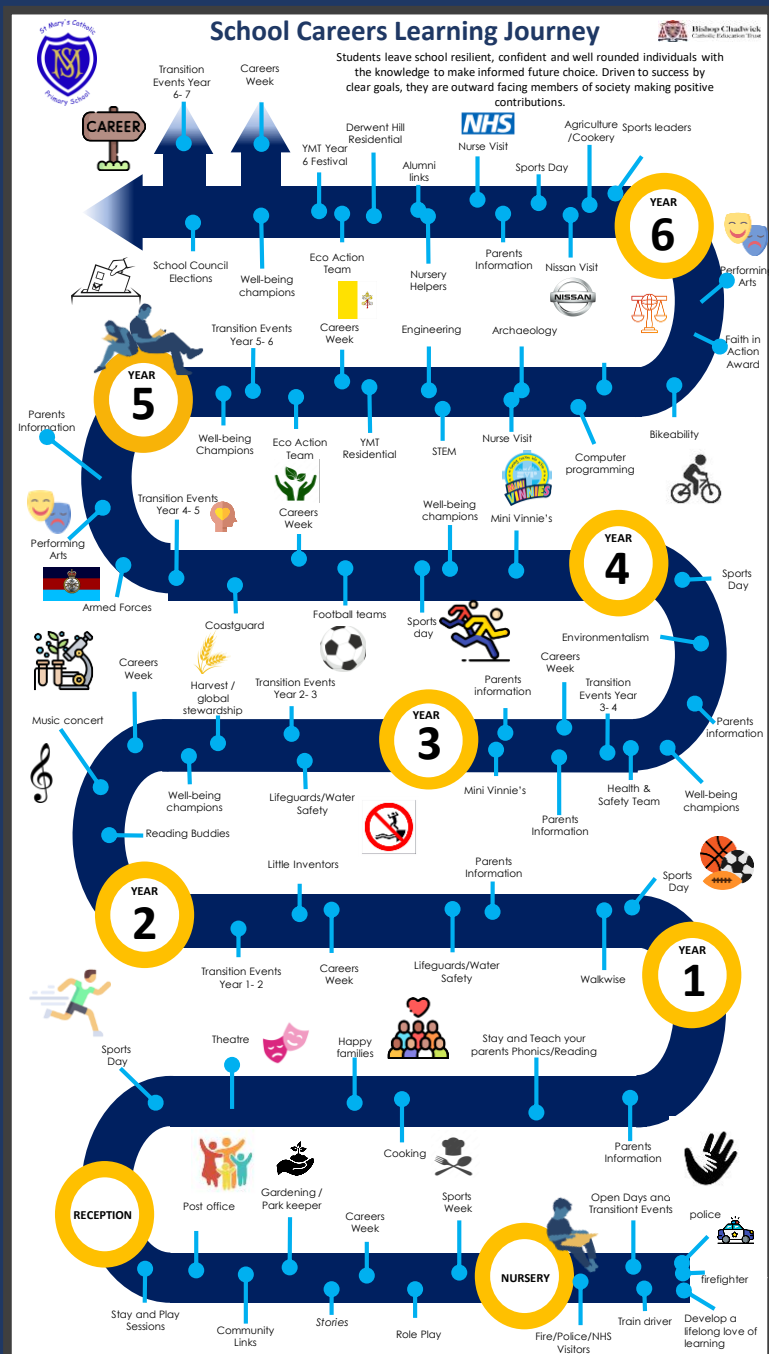 School Careers Learning Journey
St Mary's Catholic
Primary School
SM
Bishop Chadwick
Catholic Education Trust
Students leave school resilient, confident and well rounded individuals with
the knowledge to make informed future choice. Driven to success by
clear goals, they are outward facing members of society making positive
contributions.
Transition
Events Year
6- 7
Careers
Week
CAREER
YMT Year
6 Festival
Derwent Hill
Residential
Alumni
links
NHS
Nurse Visit
Sports Day
Agriculture
/Cookery
Sports leaders
YEAR
6
School Council
Elections
Well-being
champions
Eco Action
Team
Nursery
Helpers
Parents
Information
Nissan Visit
NISSAN
Performing
Arts
Faith in
Action
Award
Transition Events
Year 5- 6
Careers
Week
Engineering
Archaeology
YEAR
5
Well-being
Champions
Eco Action
Team
YMT
Residential
STEM
Nurse Visit
Computer
programming
Bikeability
Parents
Information
Performing
Arts
Armed Forces
Transition Events
Year 4- 5
Careers
Week
Well-being
champions
MINI
VINNIES
Mini Vinnie's
YEAR
4
Coastguard
Football teams
Sports
day
Sports
Day
Environmentalism
Parents
information
Careers
Week
Harvest /
global
stewardship
Transition Events
Year 2- 3
Parents
information
Careers
Week
Transition
Events Year
3- 4
YEAR
3
Music concert
Well-being
champions
Lifeguards/Water
Safety
Mini Vinnie's
Parents
Information
Health &
Safety Team
Well-being
champions
Reading Buddies
Little Inventors
Parents
Information
Sports
Day
YEAR
2
Transition Events
Year 1- 2
Careers
Week
Lifeguards/Water
Safety
Walkwise
YEAR
1
Sports
Day
Theatre
Happy
families
Stay and Teach your
parents Phonics/Reading
Cooking
Parents
Information
RECEPTION
Post office
Gardening /
Park keeper
Careers
Week
Sports
Week
NURSERY
Open Days and
Transitiont Events
police
firefighter
Stay and Play
Sessions
Community
Links
Stories
Role Play
Fire/Police/NHS
Visitors
Train driver
Develop a
lifelong love of
learning